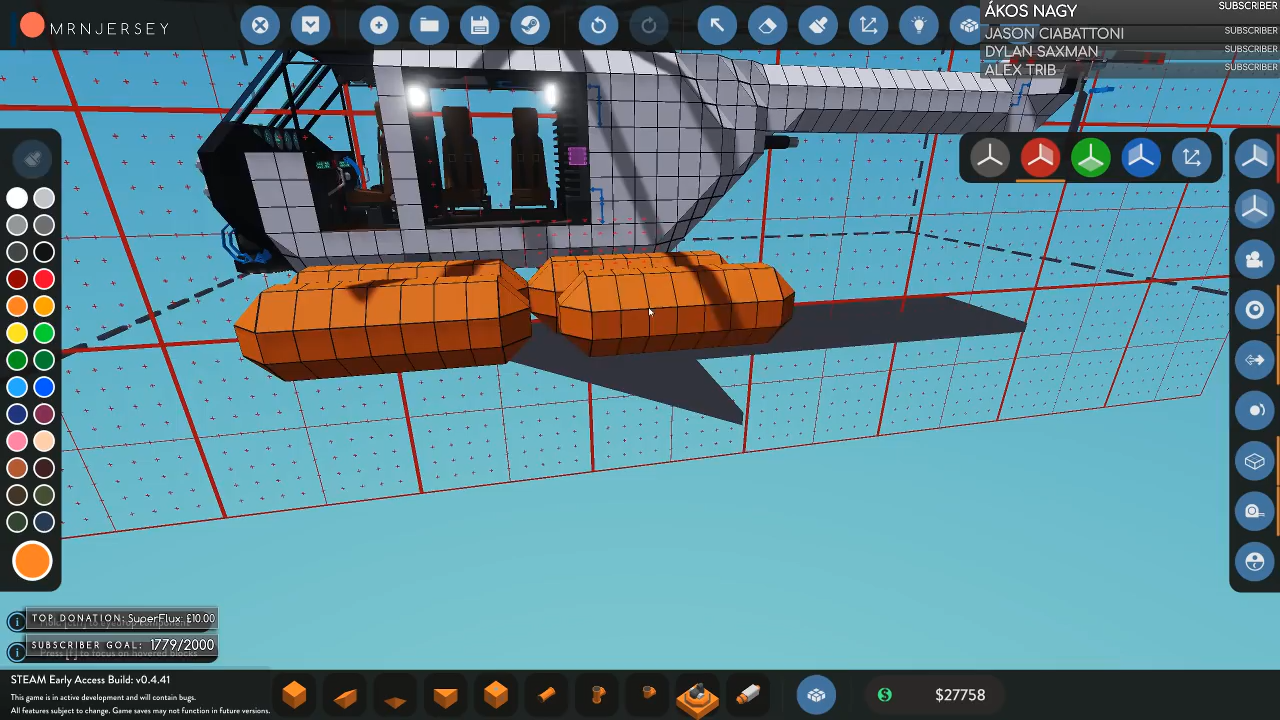 MRNJERSEY
ÁKOS NAGY SUBSCRIBER
JASON CIABATTONI SUBSCRIBER
DYLAN SAXMAN SUBSCRIBER
ALEX TRIB SUBSCRIBER
TOP DONATION: SuperFlux: £10.00
SUBSCRIBER GOAL: 1779/2000
STEAM Early Access Build: v0.4.41
This game is in active development and will contain bugs.
All features subject to change. Game saves may not function in future versions.
$ $27758